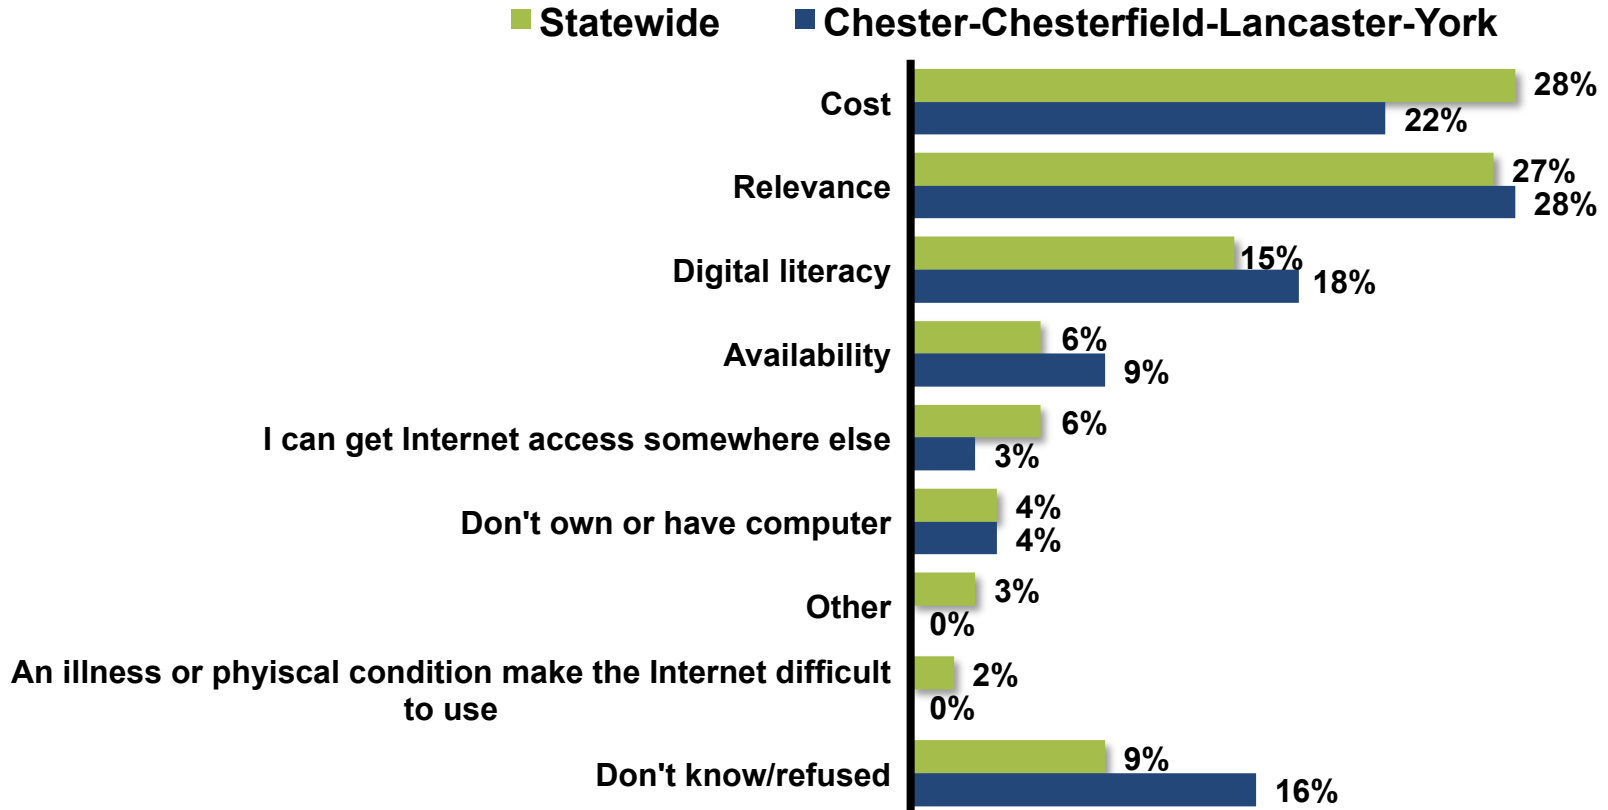 Statewide Chester-Chesterfield-Lancaster-York
Cost
28%
22%
Relevance
27%
28%
Digital literacy
15%
18%
Availability
6%
9%
I can get Internet access somewhere else
6%
3%
Don't own or have computer
4%
4%
Other
3%
0%
An illness or phyiscal condition make the Internet difficult
to use
2%
0%
Don't know/refused
9%
16%